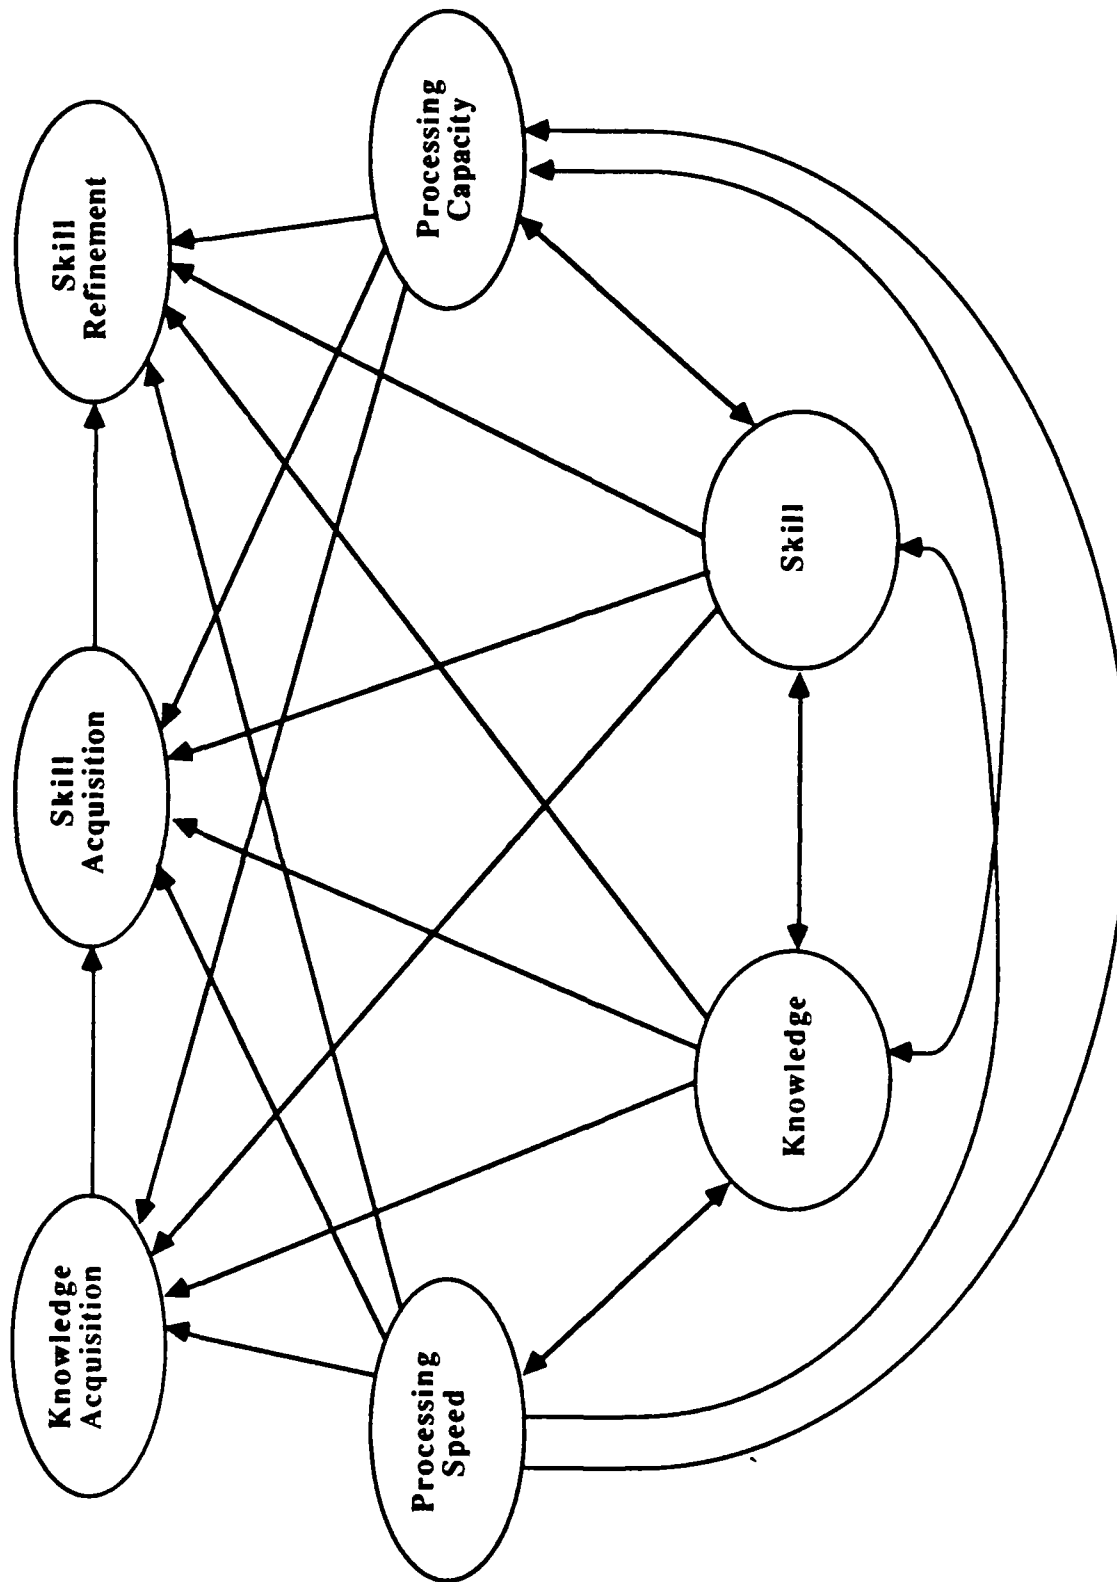 Knowledge
Acquisition
Skill
Acquisition
Skill
Refinement
Processing
Speed
Processing
Capacity
Knowledge
Skill